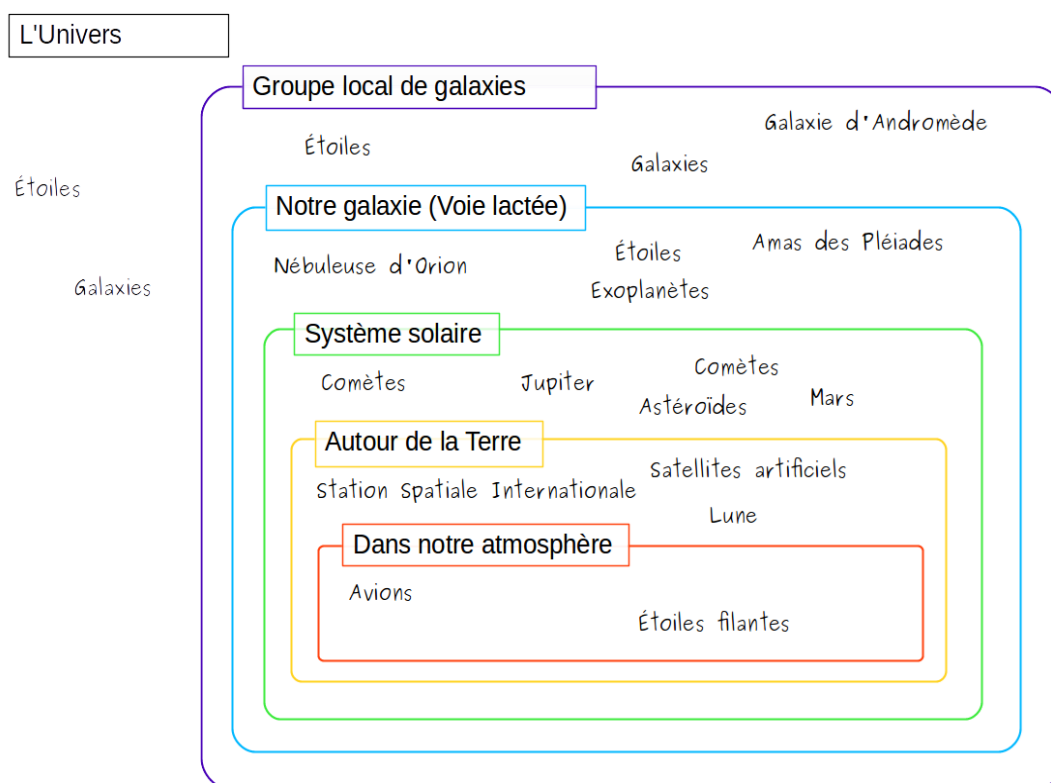 L'Univers
Groupe local de galaxies
Galaxie d'Andromède
Étoiles
Galaxies
Étoiles
Notre galaxie (Voie lactée)
Amas des Pléiades
Étoiles
Nébuleuse d'Orion
Galaxies
Exoplanètes
Système solaire
Comètes
Comètes
Jupiter
Mars
Astéroïdes
Autour de la Terre
Satellites artificiels
Station Spatiale Internationale
Lune
Dans notre atmosphère
Avions
Étoiles filantes